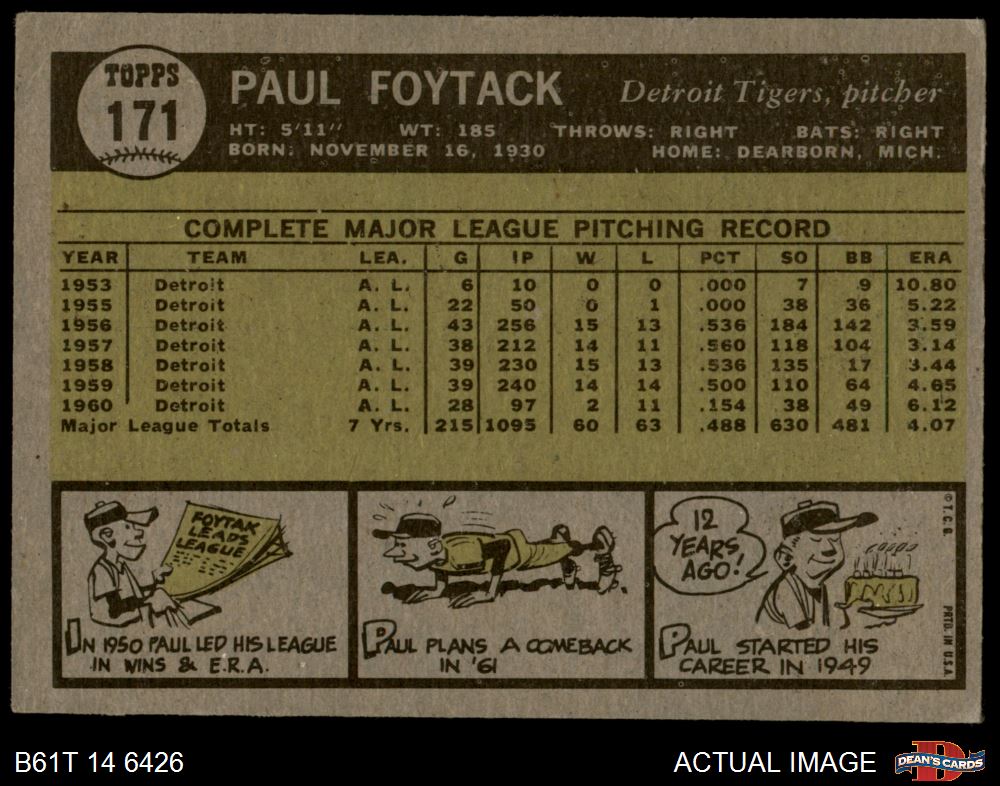 TOPPS
171
PAUL FOYTACK Detroit Tigers, pitcher
HT: 5'11" WT: 185 THROWS: RIGHT BATS: RIGHT
BORN: NOVEMBER 16, 1930 HOME: DEARBORN, MICH.
COMPLETE MAJOR LEAGUE PITCHING RECORD
YEAR TEAM LEA. G IP W L PCT SO BB ERA
1953 Detroit A. L. 6 10 0 0 .000 7 9 10.80
1955 Detroit A. L. 22 50 0 1 .000 38 36 5.22
1956 Detroit A. L. 43 256 15 13 .536 184 142 3.59
1957 Detroit A. L. 38 212 14 11 .560 118 104 3.14
1958 Detroit A. L. 39 230 15 13 .536 135 17 3.44
1959 Detroit A. L. 39 240 14 14 .500 110 64 4.65
1960 Detroit A. L. 28 97 2 11 .154 38 49 6.12
Major League Totals 7 Yrs. 215 1095 60 63 .488 630 481 4.07
FOYTAK
LEADS
LEAGUE
IN 1950 PAUL LED HIS LEAGUE
IN WINS & E.R.A.
PAUL PLANS A COMEBACK
IN '61
12
YEARS
AGO!
PAUL STARTED HIS
CAREER IN 1949
© T.C.G. PRTD. IN U.S.A.
B61T 14 6426 ACTUAL IMAGE DEAN'S CARDS